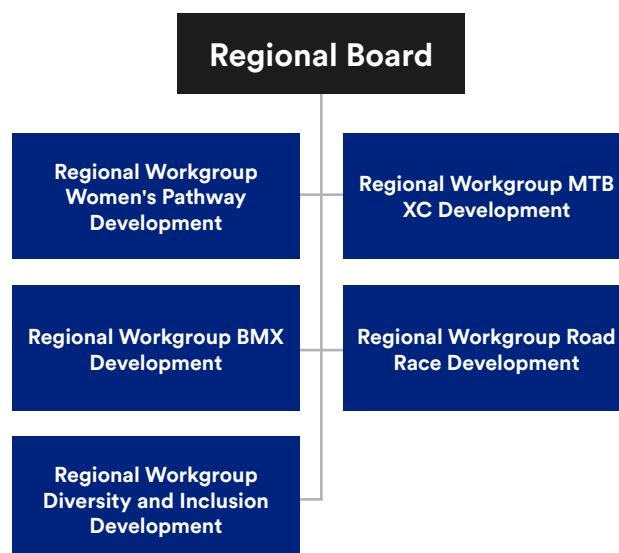 Regional Board
Regional Workgroup
Women's Pathway
Development
Regional Workgroup MTB
XC Development
Regional Workgroup BMX
Development
Regional Workgroup Road
Race Development
Regional Workgroup
Diversity and Inclusion
Development